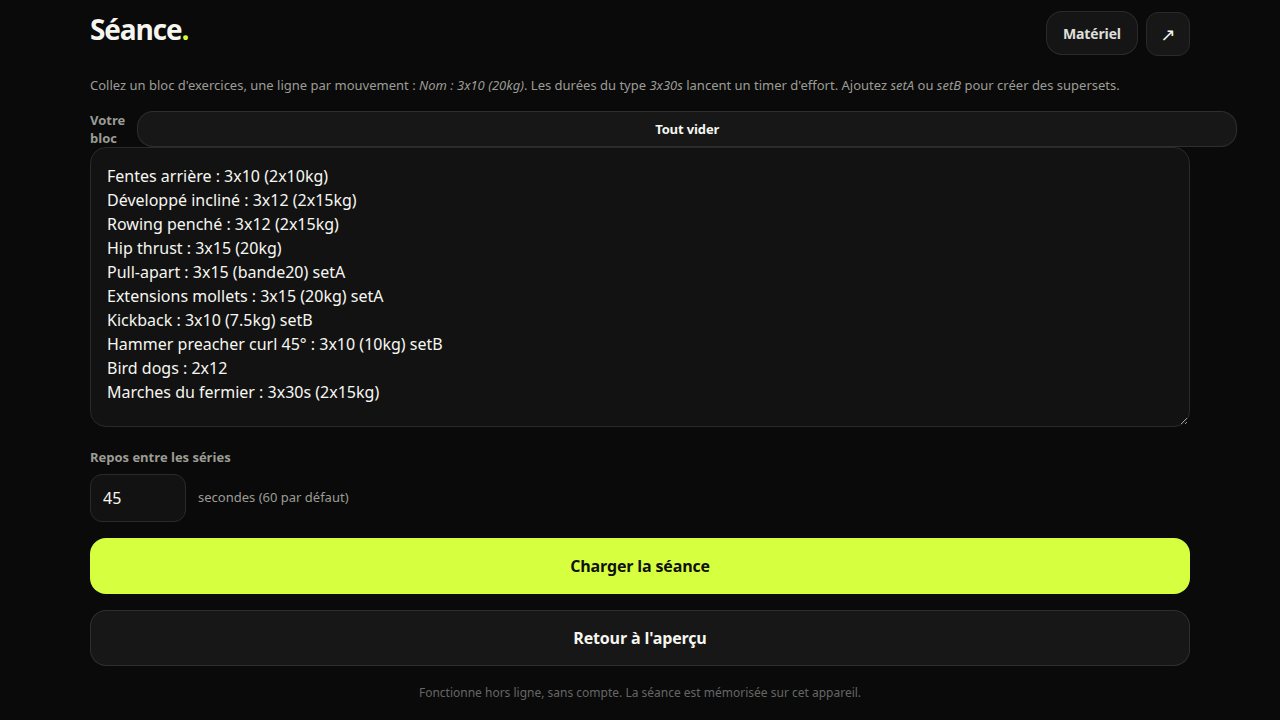 Séance.
Matériel
↗
Collez un bloc d'exercices, une ligne par mouvement : Nom : 3x10 (20kg). Les durées du type 3x30s lancent un timer d'effort. Ajoutez setA ou setB pour créer des supersets.
Votre
bloc
Tout vider
Fentes arrière : 3x10 (2x10kg)
Développé incliné : 3x12 (2x15kg)
Rowing penché : 3x12 (2x15kg)
Hip thrust : 3x15 (20kg)
Pull-apart : 3x15 (bande20) setA
Extensions mollets : 3x15 (20kg) setA
Kickback : 3x10 (7.5kg) setB
Hammer preacher curl 45° : 3x10 (10kg) setB
Bird dogs : 2x12
Marches du fermier : 3x30s (2x15kg)
Repos entre les séries
45
secondes (60 par défaut)
Charger la séance
Retour à l'aperçu
Fonctionne hors ligne, sans compte. La séance est mémorisée sur cet appareil.